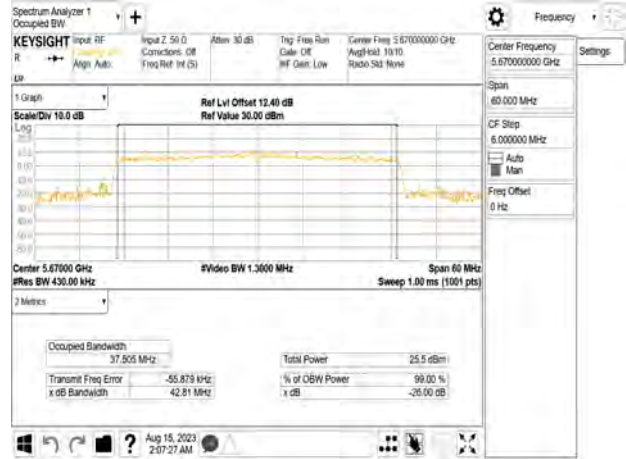 Spectrum Analyzer 1
Occupied BW
+
Frequency
KEYSIGHT
Input: RF
Input Z: 50 Ω
Atten: 30 dB
Trig: Free Run
Center Freq: 5.670000000 GHz
R
Corrections: Off
Gate: Off
Avg|Hold: 10/10
Align: Auto
Freq Ref: Int (S)
#IF Gain: Low
Radio Std: None
Center Frequency
5.670000000 GHz
Settings
Span
60.000 MHz
CF Step
6.000000 MHz
Auto
Man
Freq Offset
0 Hz
1 Graph
Ref Lvl Offset 12.40 dB
Scale/Div 10.0 dB
Ref Value 30.00 dBm
Log
Center 5.67000 GHz
#Video BW 1.3000 MHz
Span 60 MHz
#Res BW 430.00 kHz
Sweep 1.00 ms (1001 pts)
2 Metrics
Occupied Bandwidth
37.505 MHz
Total Power
25.5 dBm
Transmit Freq Error
-55.879 kHz
% of OBW Power
99.00 %
x dB Bandwidth
42.81 MHz
x dB
-26.00 dB
?
Aug 15, 2023
2:07:27 AM